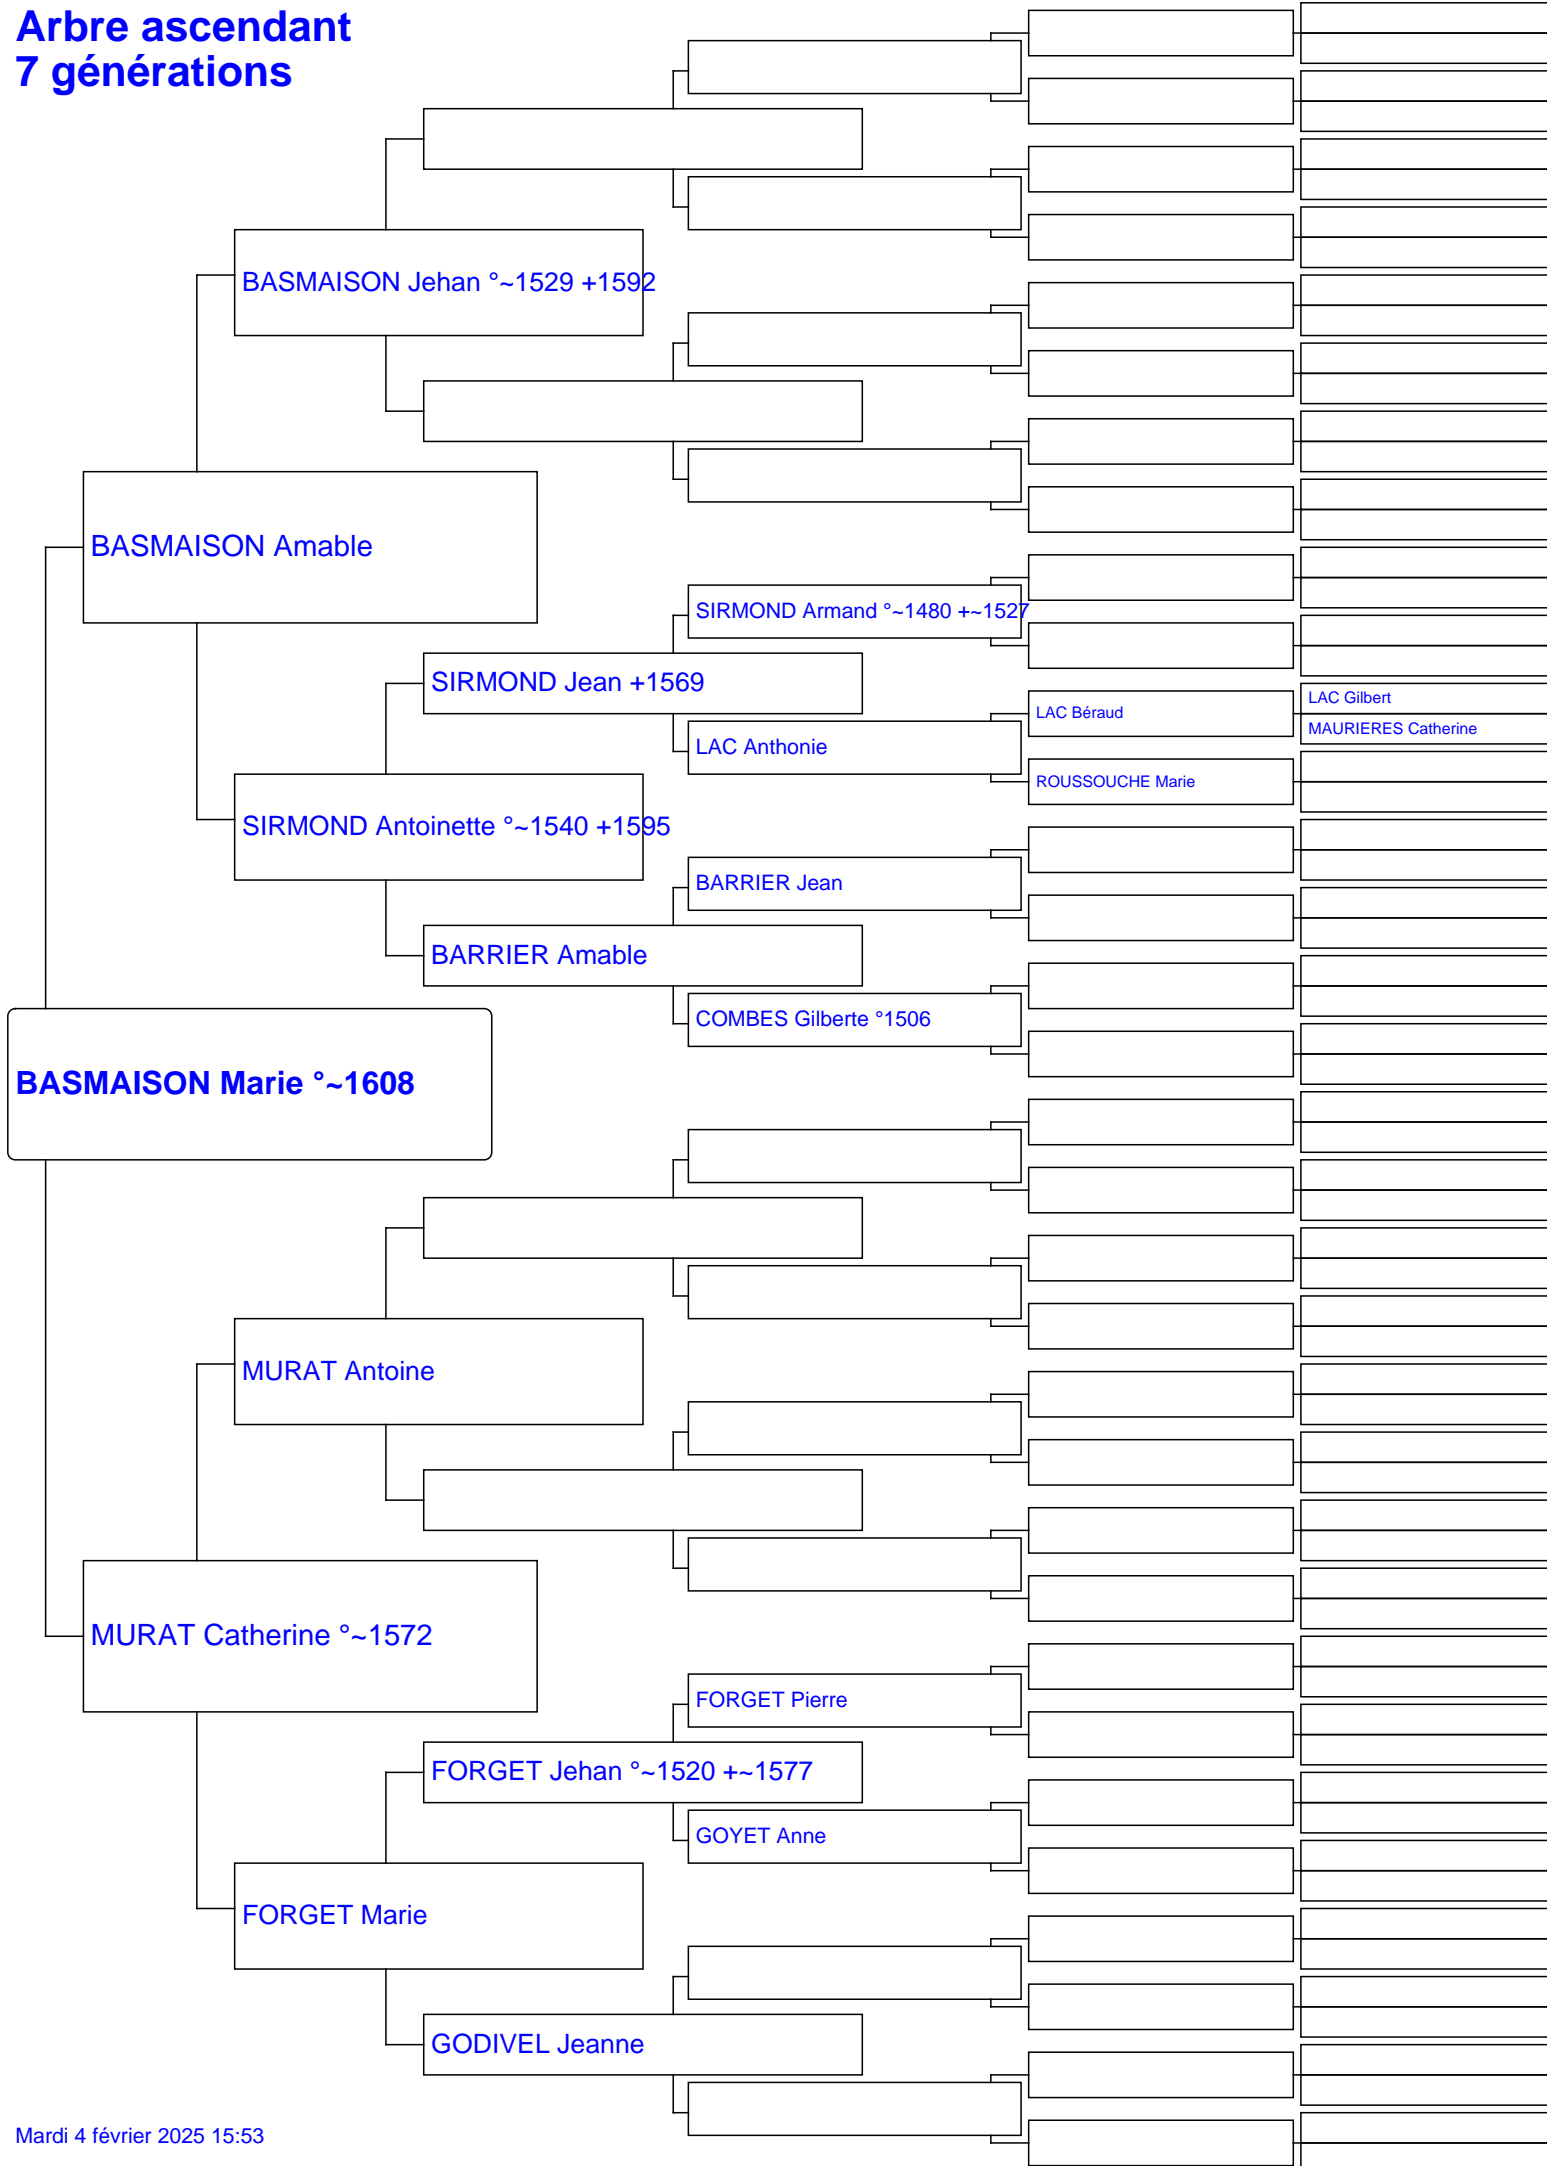 Arbre ascendant
7 générations
BASMAISON Jehan °~1529 +1592
BASMAISON Amable
SIRMOND Armand °~1480 +~1527
SIRMOND Jean +1569
LAC Béraud
LAC Gilbert
MAURIERES Catherine
LAC Anthonie
ROUSSOUCHE Marie
SIRMOND Antoinette °~1540 +1595
BARRIER Jean
BARRIER Amable
COMBES Gilberte °1506
BASMAISON Marie °~1608
MURAT Antoine
MURAT Catherine °~1572
FORGET Pierre
FORGET Jehan °~1520 +~1577
GOYET Anne
FORGET Marie
GODIVEL Jeanne
Mardi 4 février 2025 15:53